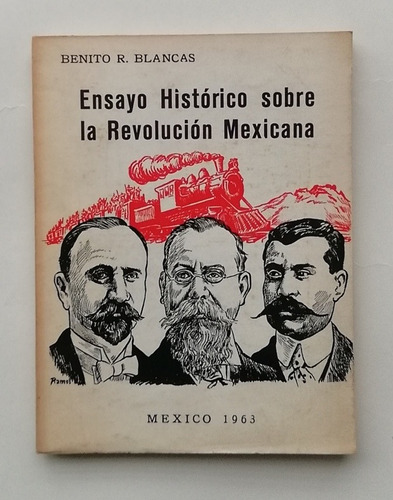 BENITO R. BLANCAS
Ensayo Histórico sobre
la Revolución Mexicana
MEXICO 1963